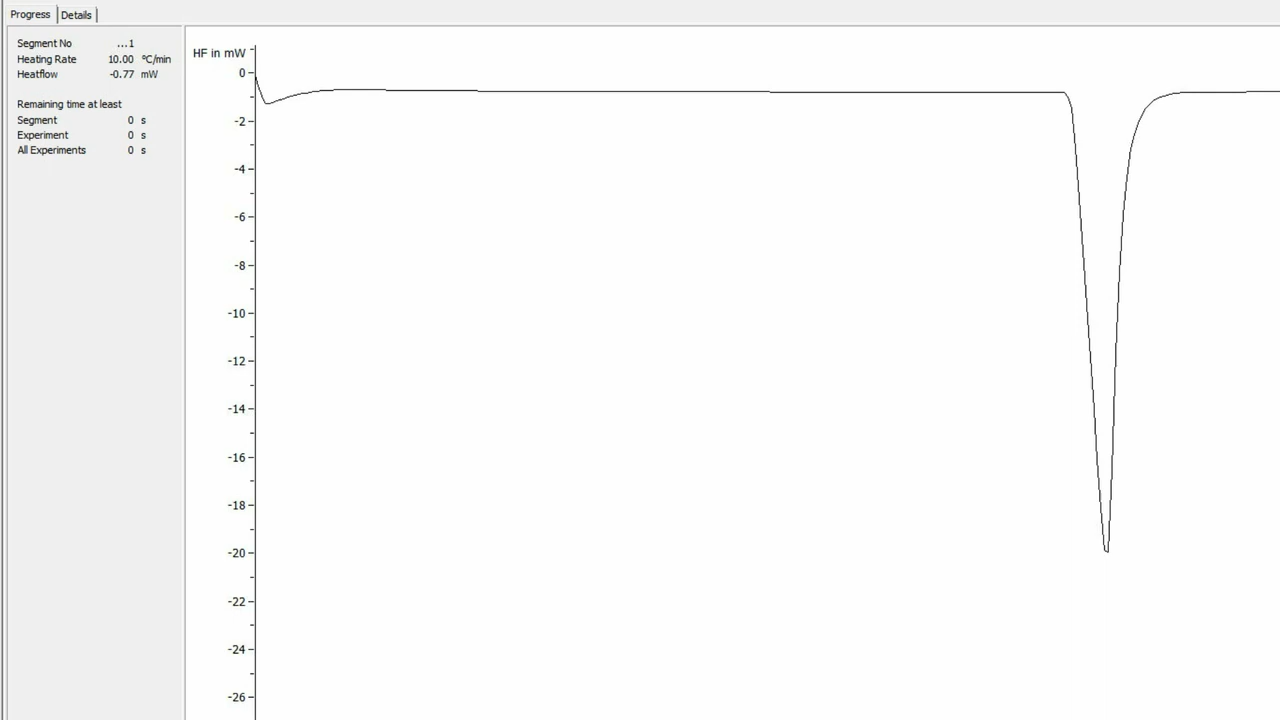 Progress Details
Segment No ...1
Heating Rate 10.00 °C/min
Heatflow -0.77 mW
Remaining time at least
Segment 0 s
Experiment 0 s
All Experiments 0 s
HF in mW
0
-2
-4
-6
-8
-10
-12
-14
-16
-18
-20
-22
-24
-26